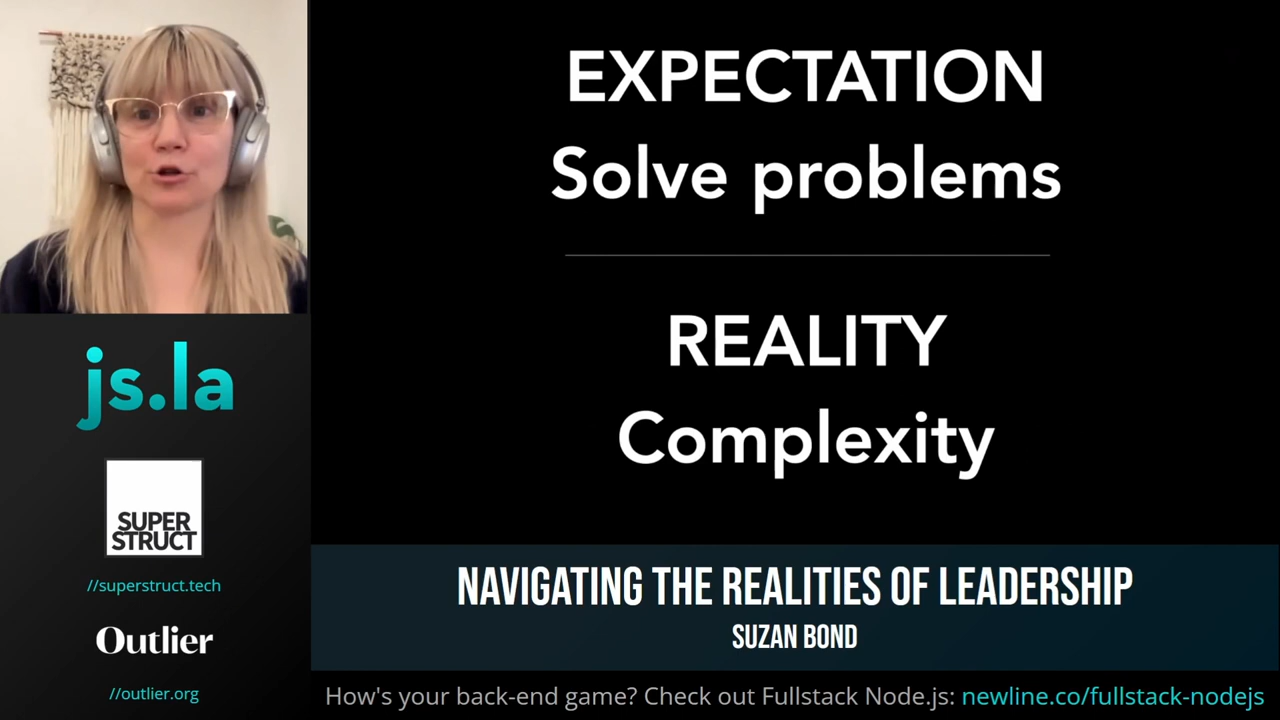 EXPECTATION
Solve problems
REALITY
Complexity
js.la
SUPER
STRUCT
//superstruct.tech
Outlier
//outlier.org
NAVIGATING THE REALITIES OF LEADERSHIP
SUZAN BOND
How's your back-end game? Check out Fullstack Node.js: newline.co/fullstack-nodejs